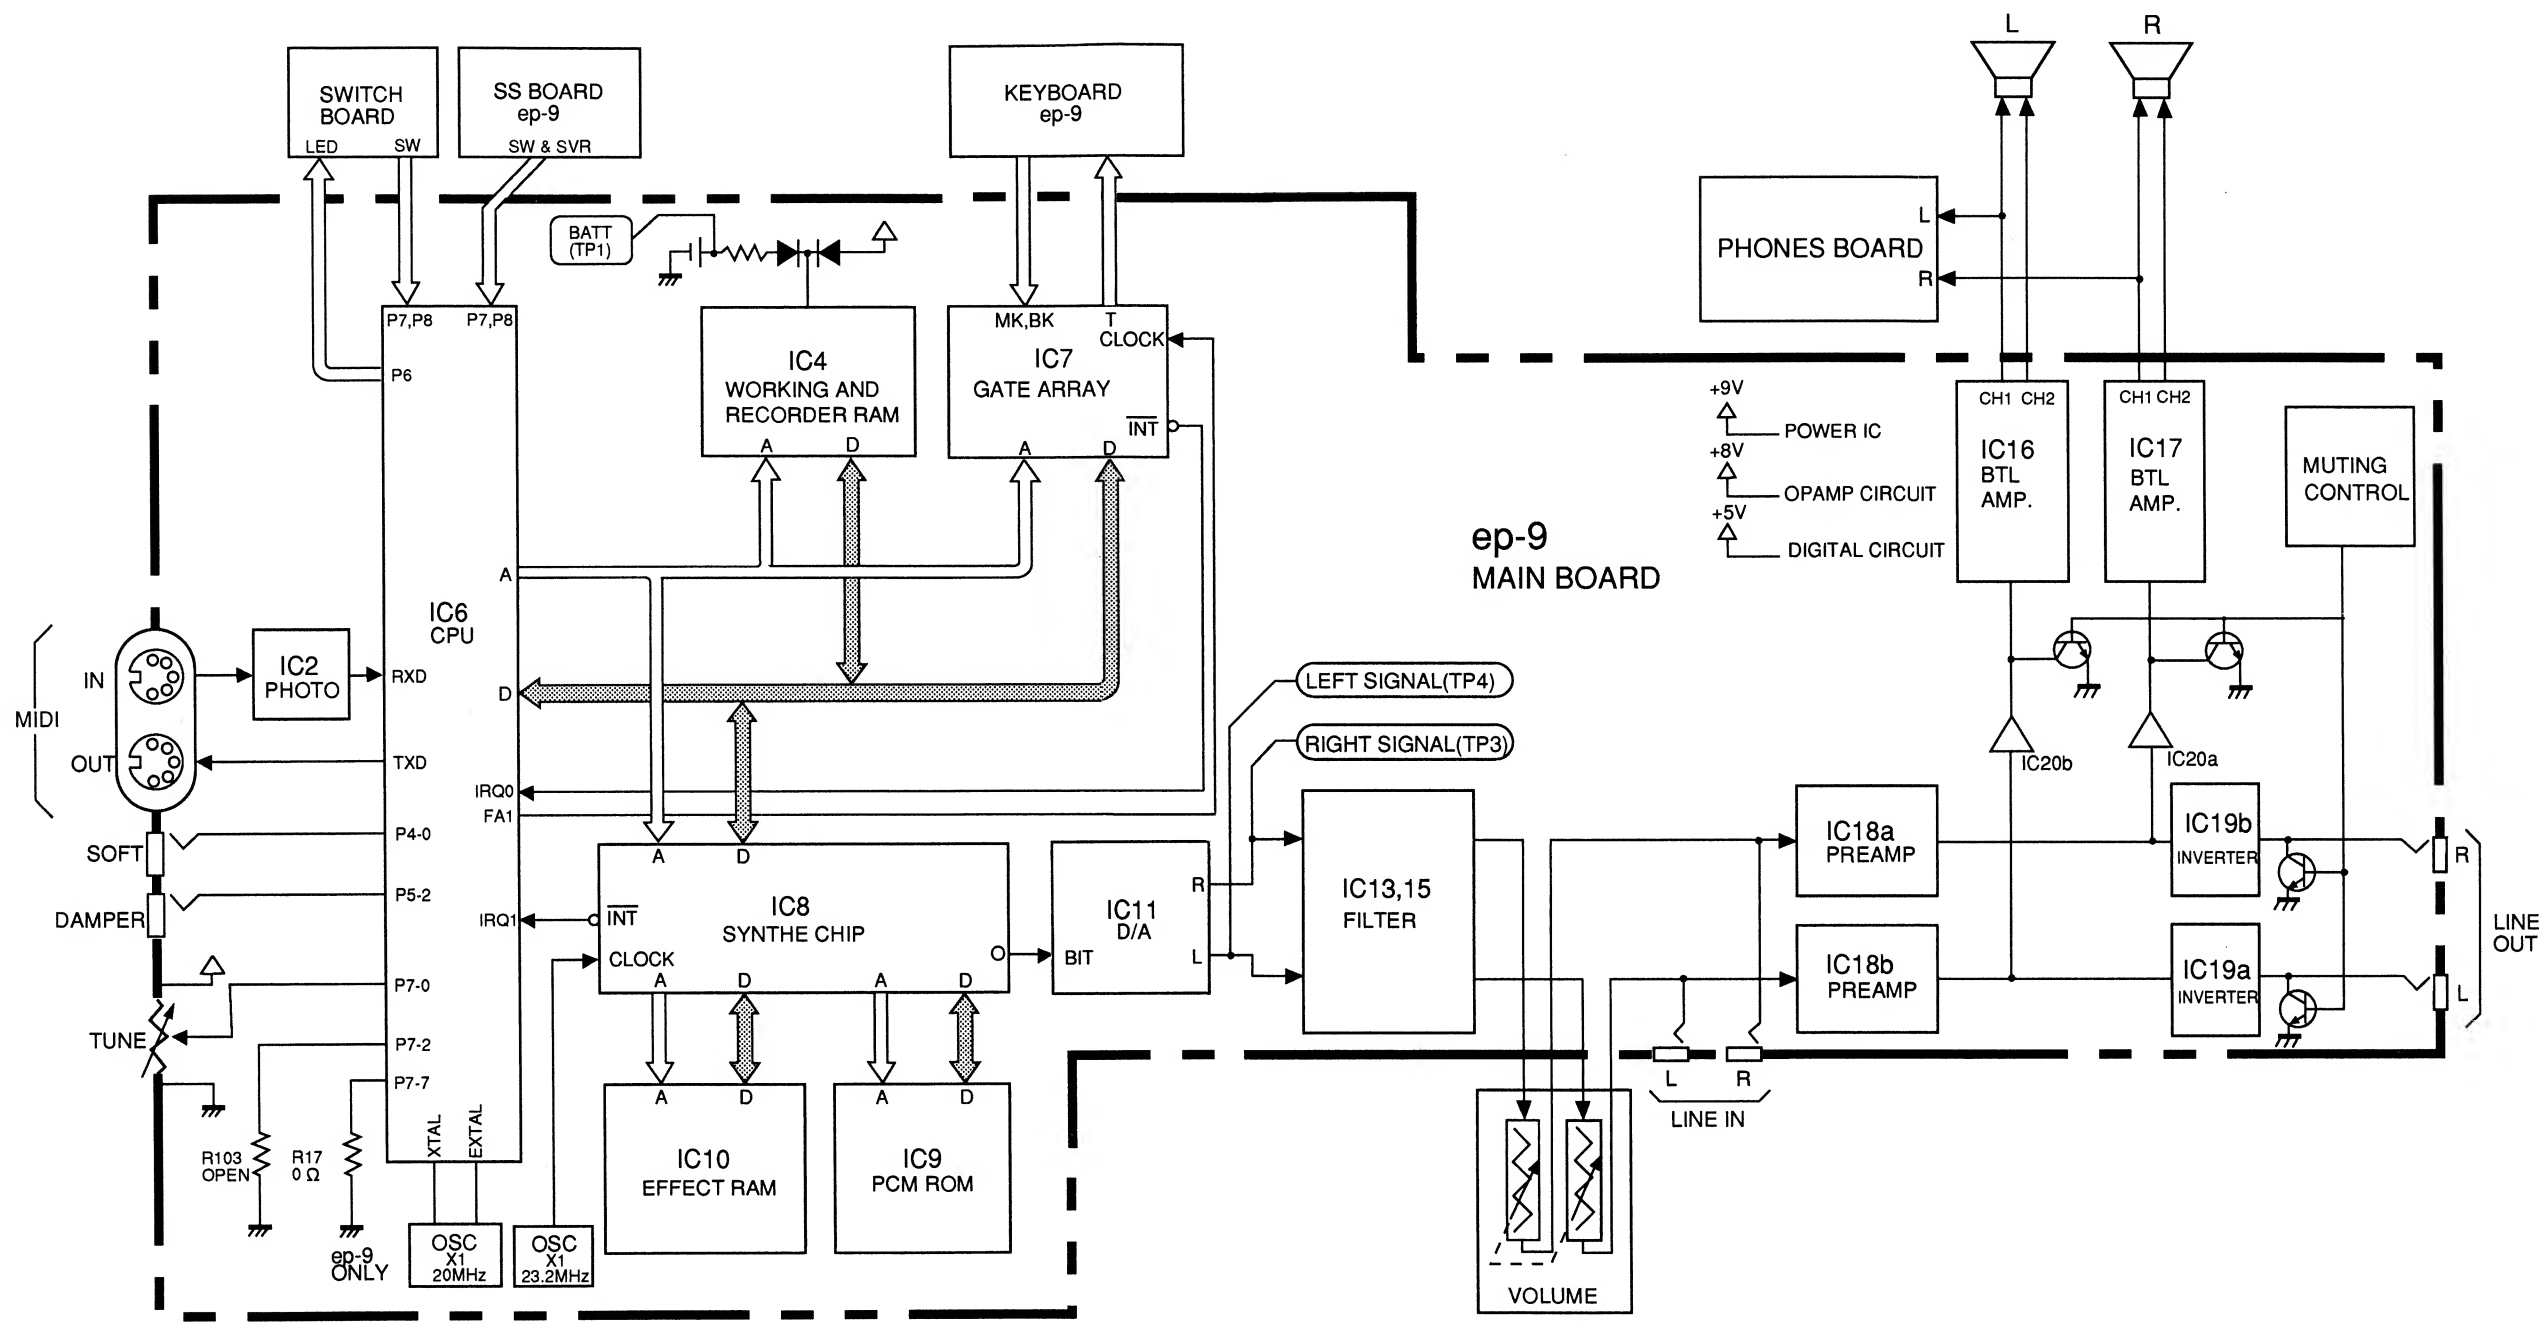 L
R
SWITCH
BOARD
LED
SW
SS BOARD
ep-9
SW & SVR
KEYBOARD
ep-9
PHONES BOARD
L
R
BATT
(TP1)
P7,P8
P7,P8
P6
IC4
WORKING AND
RECORDER RAM
A
D
MK,BK
T
CLOCK
IC7
GATE ARRAY
INT
A
D
+9V
POWER IC
+8V
OPAMP CIRCUIT
+5V
DIGITAL CIRCUIT
CH1 CH2
IC16
BTL
AMP.
CH1 CH2
IC17
BTL
AMP.
MUTING
CONTROL
ep-9
MAIN BOARD
A
IC6
CPU
D
MIDI
IN
OUT
IC2
PHOTO
RXD
TXD
LEFT SIGNAL(TP4)
RIGHT SIGNAL(TP3)
IC20b
IC20a
IRQ0
FA1
SOFT
P4-0
DAMPER
P5-2
IRQ1
A
D
IC8
SYNTHE CHIP
INT
CLOCK
O
A
D
A
D
IC11
D/A
BIT
R
L
IC13,15
FILTER
IC18a
PREAMP
IC18b
PREAMP
IC19b
INVERTER
IC19a
INVERTER
R
L
LINE
OUT
TUNE
P7-0
P7-2
P7-7
XTAL
EXTAL
R103
OPEN
R17
0 Ω
ep-9
ONLY
OSC
X1
20MHz
OSC
X1
23.2MHz
A
D
IC10
EFFECT RAM
A
D
IC9
PCM ROM
L
R
LINE IN
VOLUME